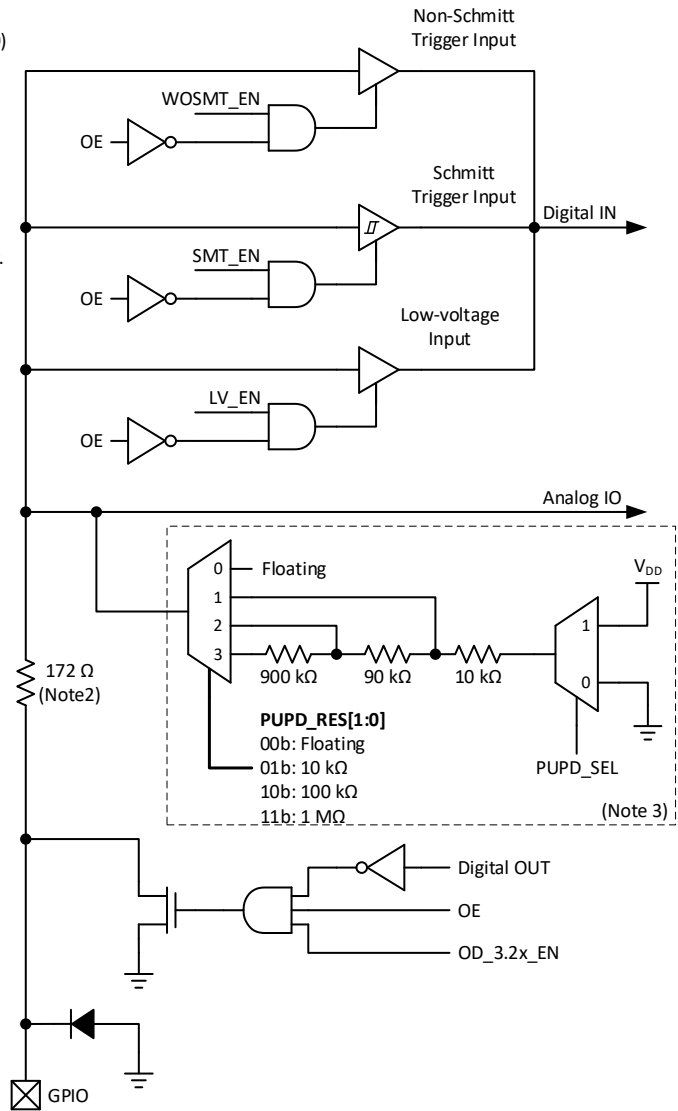 )
Non-Schmitt
Trigger Input
WOSMT_EN
OE
Schmitt
Trigger Input
Digital IN
SMT_EN
.
OE
Low-voltage
Input
LV_EN
OE
Analog IO
0
Floating
1
2
3
900 kΩ
90 kΩ
10 kΩ
VDD
1
0
PUPD_SEL
172 Ω
(Note2)
PUPD_RES[1:0]
00b: Floating
01b: 10 kΩ
10b: 100 kΩ
11b: 1 MΩ
(Note 3)
Digital OUT
OE
OD_3.2x_EN
GPIO